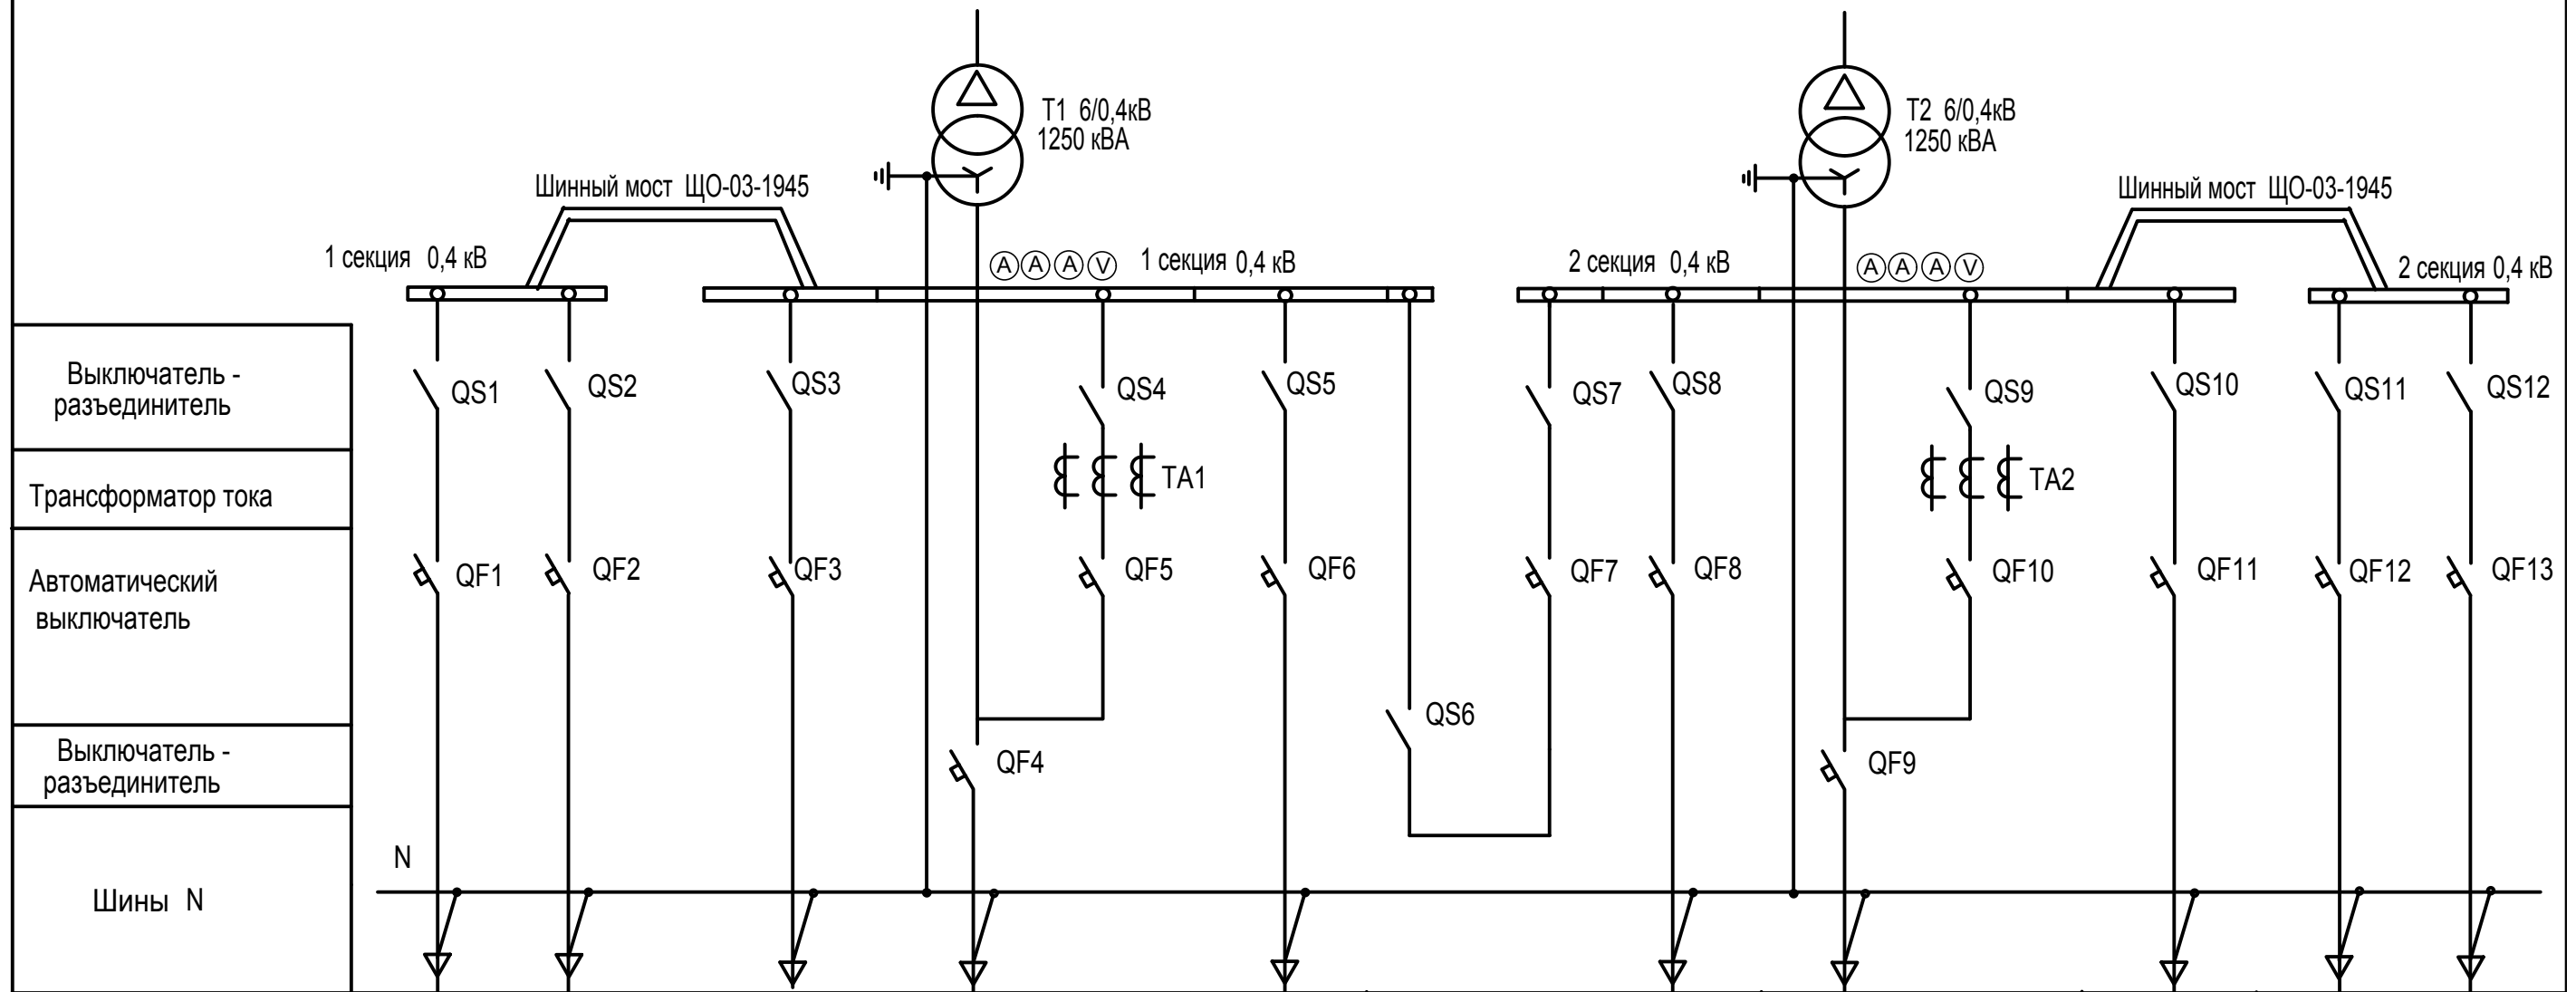 Т1 6/0,4кВ
1250 кВА
Т2 6/0,4кВ
1250 кВА
Шинный мост ЩО-03-1945
Шинный мост ЩО-03-1945
1 секция 0,4 кВ
A A A V
1 секция 0,4 кВ
2 секция 0,4 кВ
A A A V
2 секция 0,4 кВ
Выключатель -
разъединитель
QS1
QS2
QS3
QS4
QS5
QS7
QS8
QS9
QS10
QS11
QS12
Трансформатор тока
TA1
TA2
Автоматический
выключатель
QF1
QF2
QF3
QF5
QF6
QF7
QF8
QF10
QF11
QF12
QF13
Выключатель -
разъединитель
QS6
QF4
QF9
Шины N
N